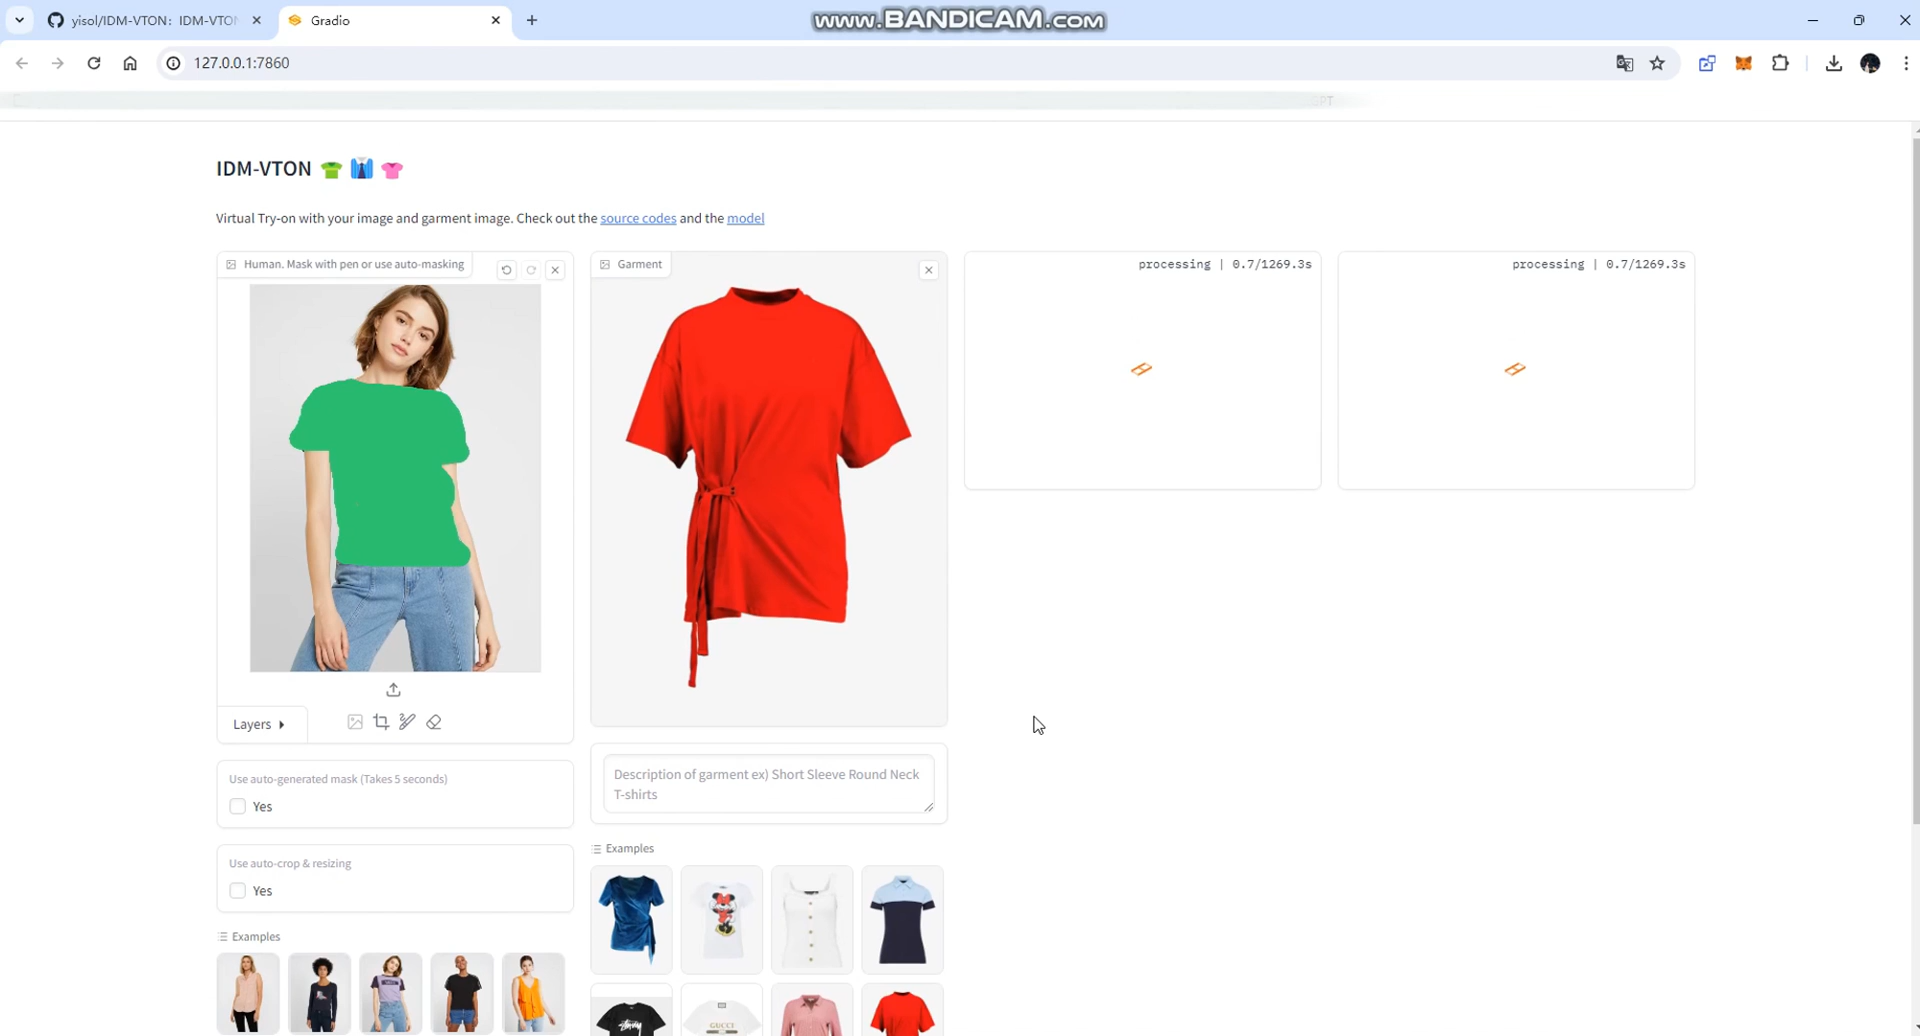 yisol/IDM-VTON: IDM-VTON
Gradio
www.BANDICAM.com
127.0.0.1:7860
IDM-VTON
Virtual Try-on with your image and garment image. Check out the source codes and the model
Human. Mask with pen or use auto-masking
Garment
processing | 0.7/1269.3s
processing | 0.7/1269.3s
Layers
Use auto-generated mask (Takes 5 seconds)
Yes
Description of garment ex) Short Sleeve Round Neck
T-shirts
Use auto-crop & resizing
Yes
Examples
Examples
GUCCI